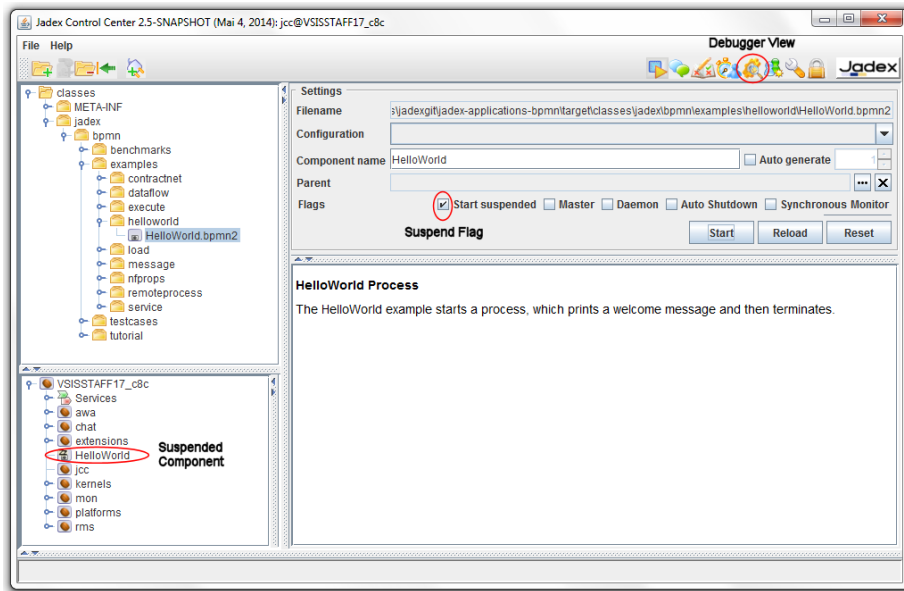 Jadex Control Center 2.5-SNAPSHOT (Mai 4, 2014): jcc@VSISSTAFF17_c8c
File Help
Debugger View
Jadex
classes
META-INF
jadex
bpmn
benchmarks
examples
contractnet
dataflow
execute
helloworld
HelloWorld.bpmn2
load
message
nfprops
remoteprocess
service
testcases
tutorial
Settings
Filename s\jadexgit\jadex-applications-bpmn\target\classes\jadex\bpmn\examples\helloworld\HelloWorld.bpmn2
Configuration
Component name HelloWorld Auto generate 1
Parent ...
Flags Start suspended Master Daemon Auto Shutdown Synchronous Monitor
Suspend Flag
Start Reload Reset
HelloWorld Process
The HelloWorld example starts a process, which prints a welcome message and then terminates.
VSISSTAFF17_c8c
Services
awa
chat
extensions
HelloWorld
jcc
kernels
mon
platforms
rms
Suspended
Component